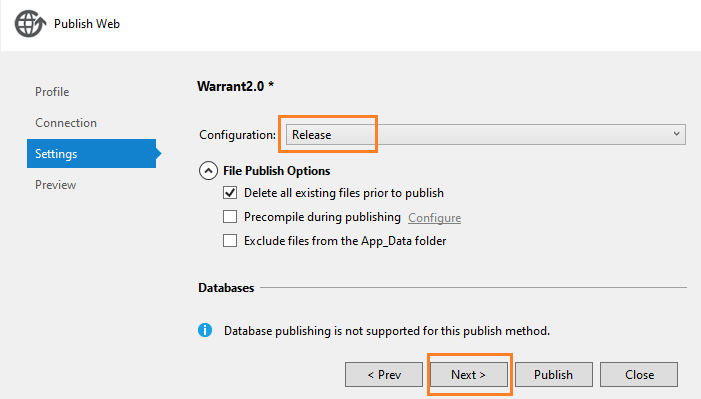 Publish Web
Profile
Connection
Settings
Preview
Warrant2.0 *
Configuration: Release
File Publish Options
Delete all existing files prior to publish
Precompile during publishing Configure
Exclude files from the App_Data folder
Databases
Database publishing is not supported for this publish method.
< Prev Next > Publish Close